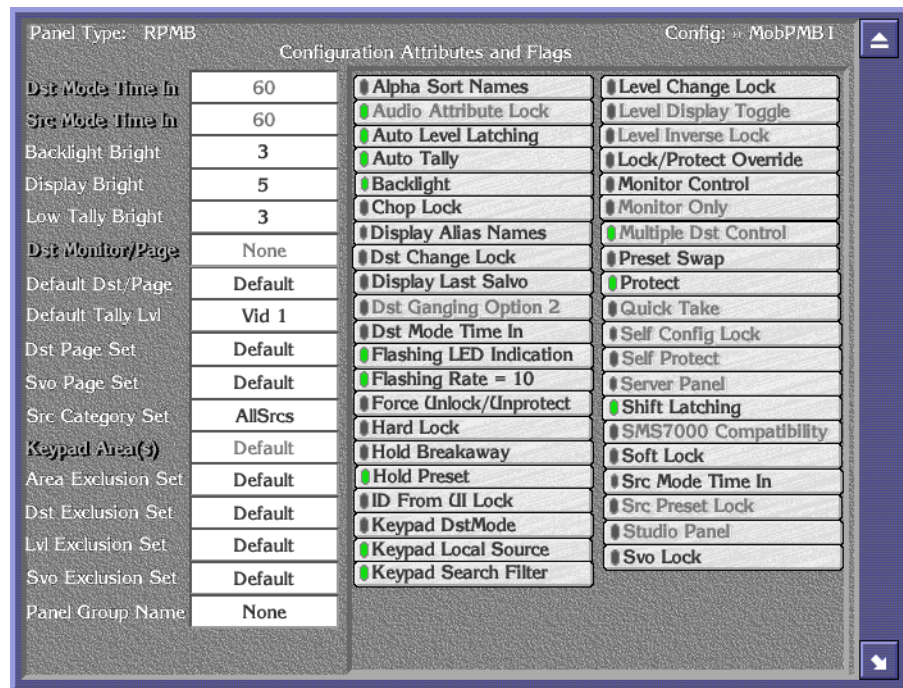 Panel Type: RPMB
Config: » MobPMB I
Configuration Attributes and Flags
Dst Mode Time In 60
Src Mode Time In 60
Backlight Bright 3
Display Bright 5
Low Tally Bright 3
Dst Monitor/Page None
Default Dst/Page Default
Default Tally Lvl Vid 1
Dst Page Set Default
Svo Page Set Default
Src Category Set AllSrcs
Keypad Area(s) Default
Area Exclusion Set Default
Dst Exclusion Set Default
Lvl Exclusion Set Default
Svo Exclusion Set Default
Panel Group Name None
Alpha Sort Names
Audio Attribute Lock
Auto Level Latching
Auto Tally
Backlight
Chop Lock
Display Alias Names
Dst Change Lock
Display Last Salvo
Dst Ganging Option 2
Dst Mode Time In
Flashing LED Indication
Flashing Rate = 10
Force Unlock/Unprotect
Hard Lock
Hold Breakaway
Hold Preset
ID From UI Lock
Keypad DstMode
Keypad Local Source
Keypad Search Filter
Level Change Lock
Level Display Toggle
Level Inverse Lock
Lock/Protect Override
Monitor Control
Monitor Only
Multiple Dst Control
Preset Swap
Protect
Quick Take
Self Config Lock
Self Protect
Server Panel
Shift Latching
SMS7000 Compatibility
Soft Lock
Src Mode Time In
Src Preset Lock
Studio Panel
Svo Lock